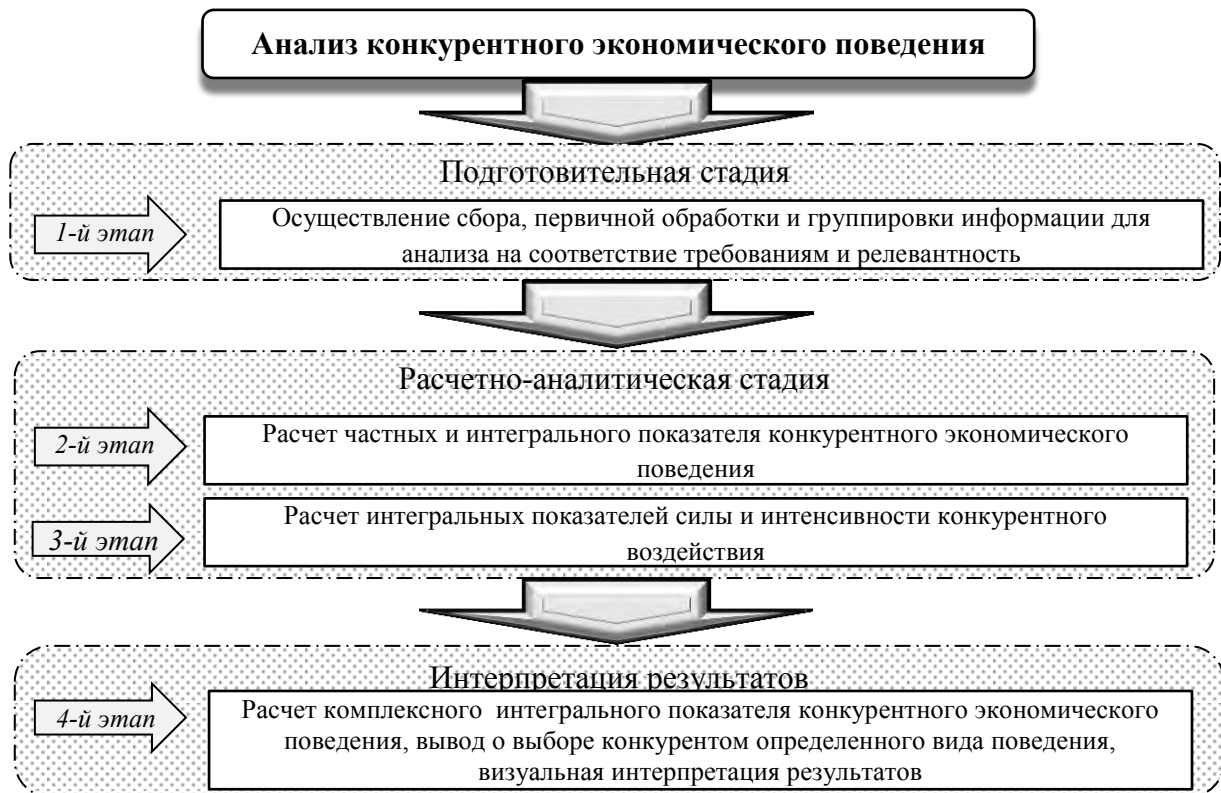 Анализ конкурентного экономического поведения
Подготовительная стадия
1-й этап
Осуществление сбора, первичной обработки и группировки информации для
анализа на соответствие требованиям и релевантность
Расчетно-аналитическая стадия
2-й этап
Расчет частных и интегрального показателя конкурентного экономического
поведения
3-й этап
Расчет интегральных показателей силы и интенсивности конкурентного
воздействия
Интерпретация результатов
4-й этап
Расчет комплексного интегрального показателя конкурентного экономического
поведения, вывод о выборе конкурентом определенного вида поведения,
визуальная интерпретация результатов